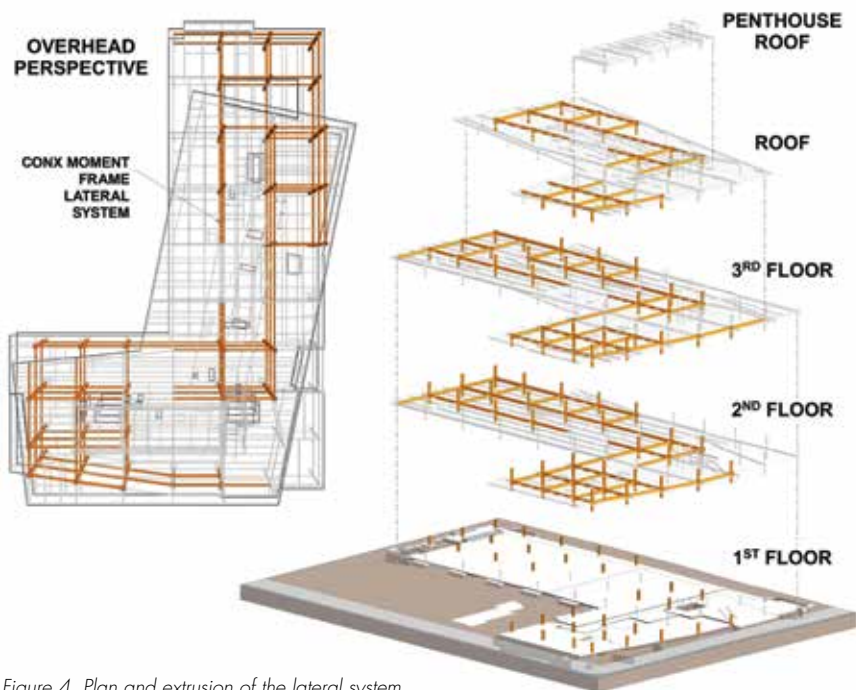 OVERHEAD
PERSPECTIVE
CONX MOMENT
FRAME
LATERAL
SYSTEM
PENTHOUSE
ROOF
ROOF
3RD FLOOR
2ND FLOOR
1ST FLOOR
Figure 4. Plan and extrusion of the lateral system.